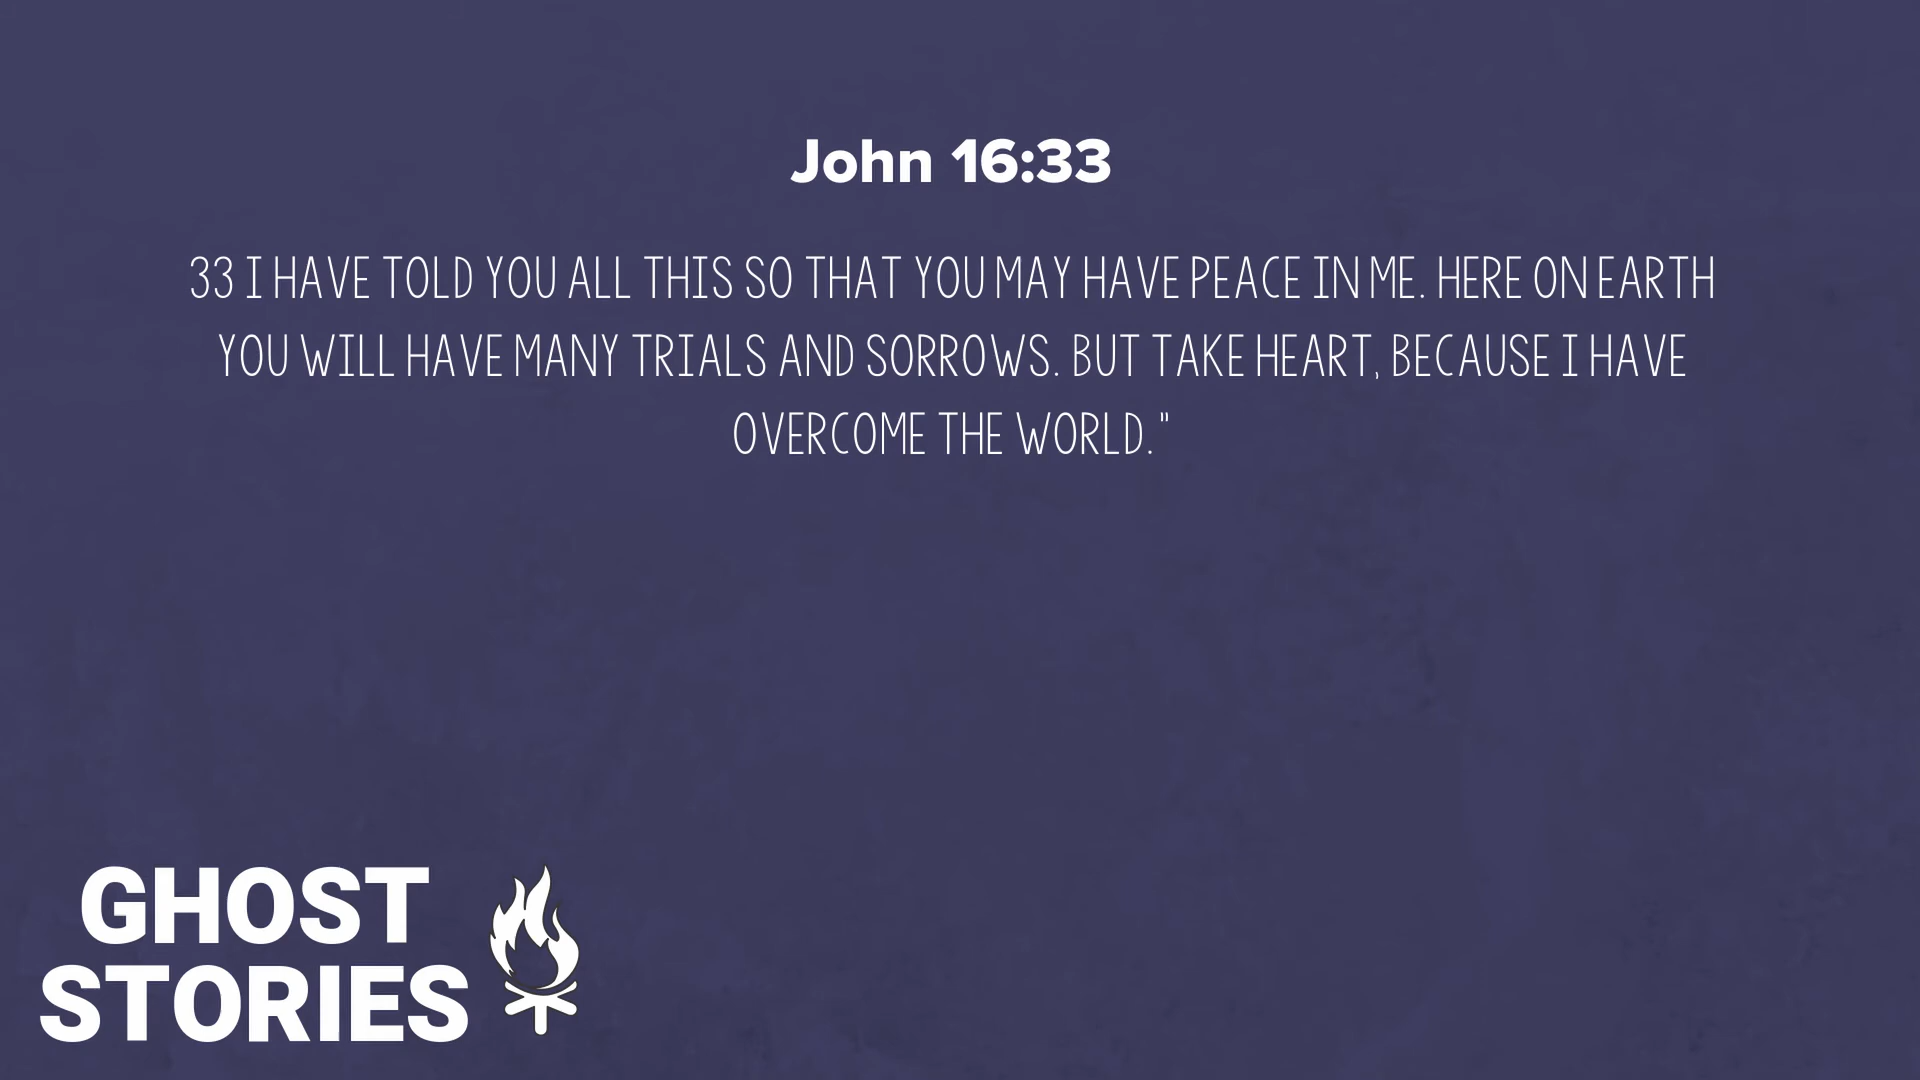 John 16:33
33 I HAVE TOLD YOU ALL THIS SO THAT YOU MAY HAVE PEACE IN ME. HERE ON EARTH
YOU WILL HAVE MANY TRIALS AND SORROWS. BUT TAKE HEART, BECAUSE I HAVE
OVERCOME THE WORLD."
GHOST
STORIES